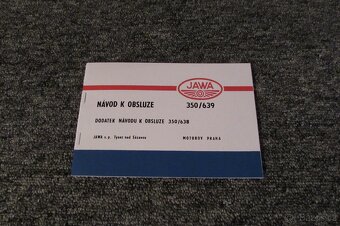 JAWA
NÁVOD K OBSLUZE 350/639
DODATEK NÁVODU K OBSLUZE 350/638
JAWA s.p. Týnec nad Sázavou MOTOKOV PRAHA